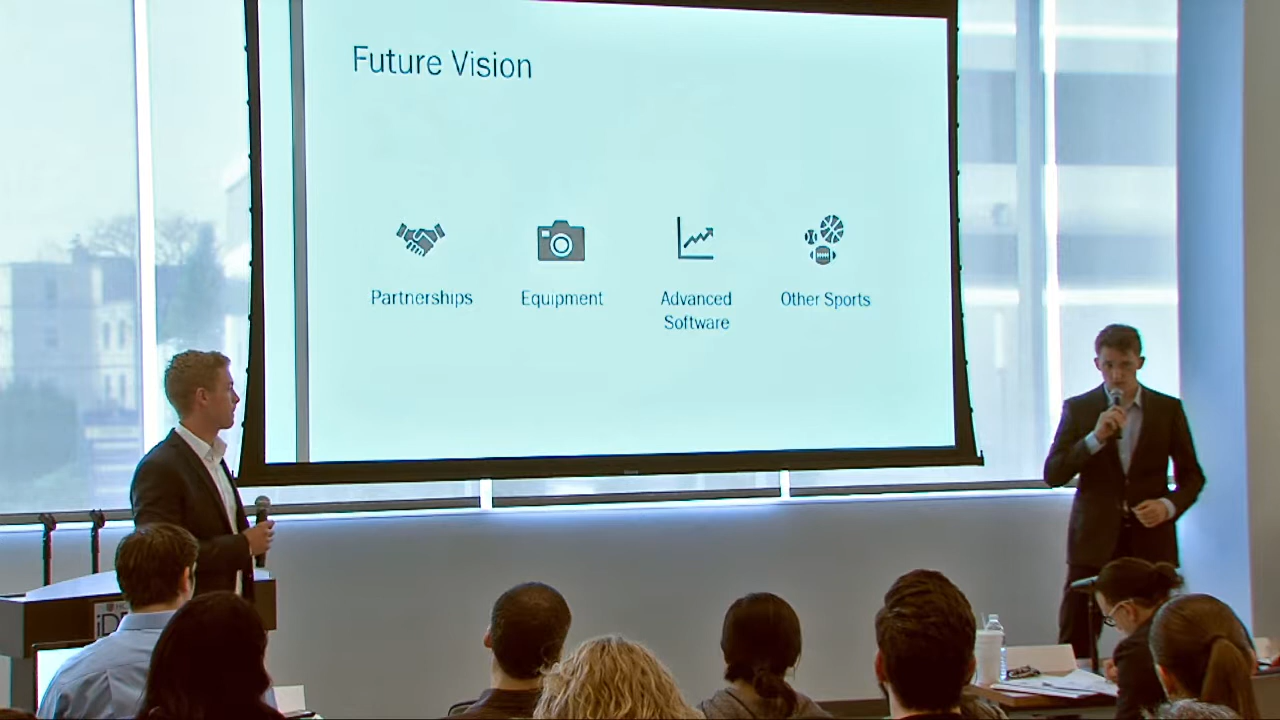 Future Vision
Partnerships
Equipment
Advanced
Software
Other Sports